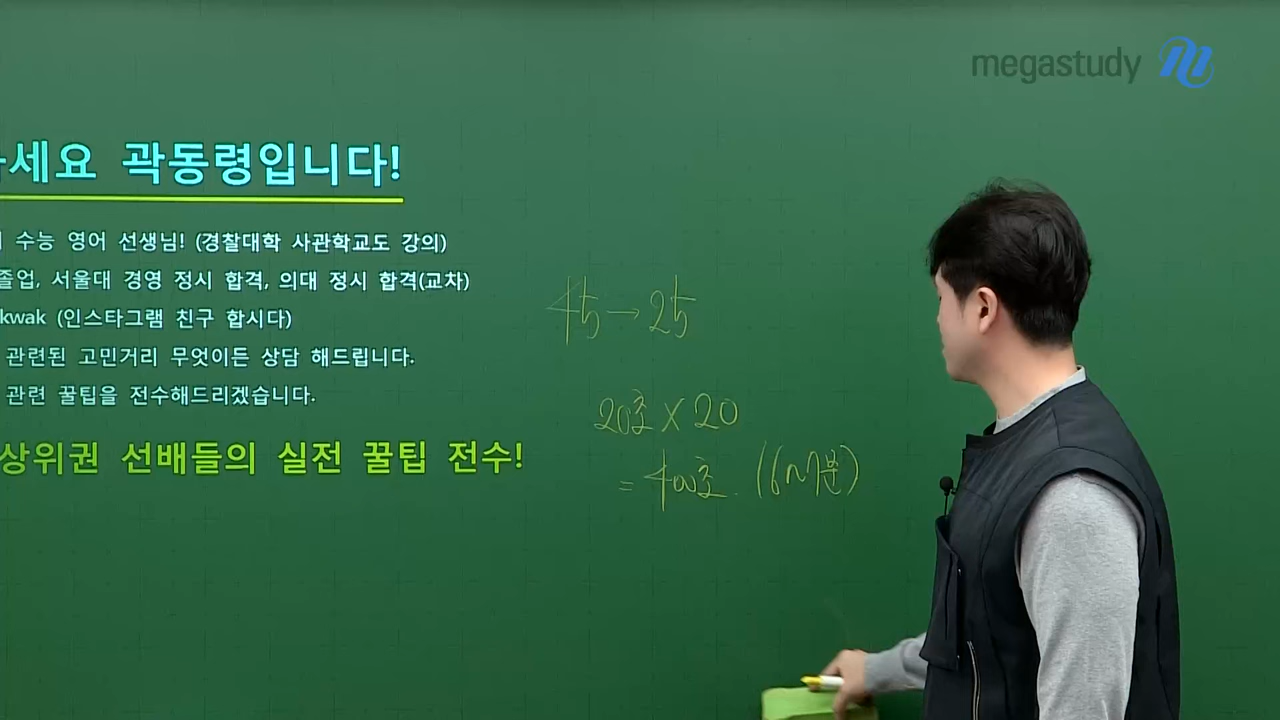 megastudy
세요 곽동령입니다!
수능 영어 선생님! (경찰대학 사관학교도 강의)
졸업, 서울대 경영 정시 합격, 의대 정시 합격(교차)
kwak (인스타그램 친구 합시다)
관련된 고민거리 무엇이든 상담 해드립니다.
관련 꿀팁을 전수해드리겠습니다.
상위권 선배들의 실전 꿀팁 전수!
20초 X 20
= 400초. (6~7분)